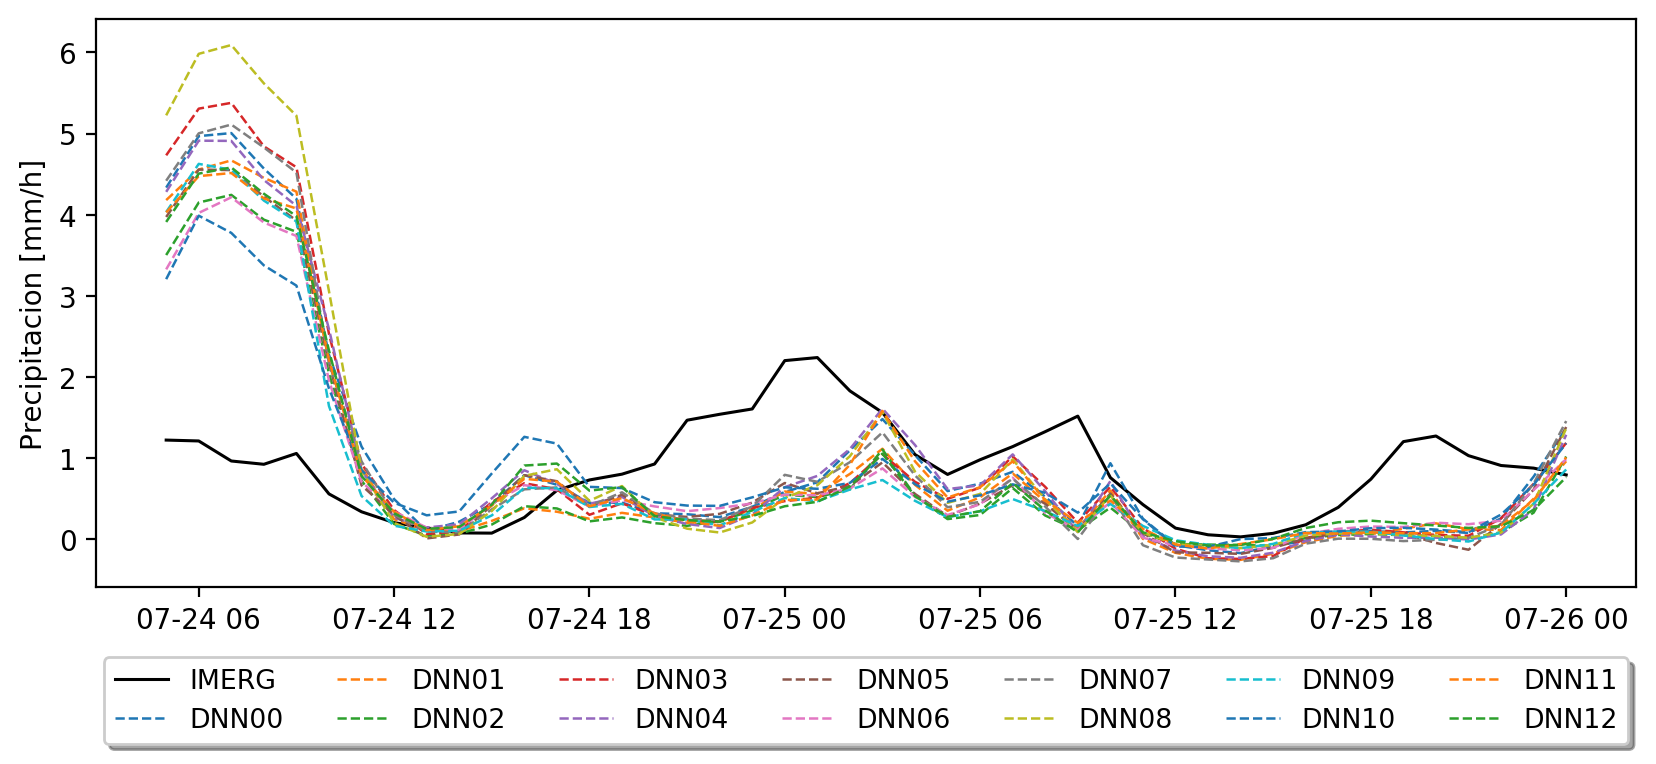 6
5
4
3
2
1
0
Precipitacion [mm/h]
07-24 06 07-24 12 07-24 18 07-25 00 07-25 06 07-25 12 07-25 18 07-26 00
IMERG DNN01 DNN03 DNN05 DNN07 DNN09 DNN11
DNN00 DNN02 DNN04 DNN06 DNN08 DNN10 DNN12